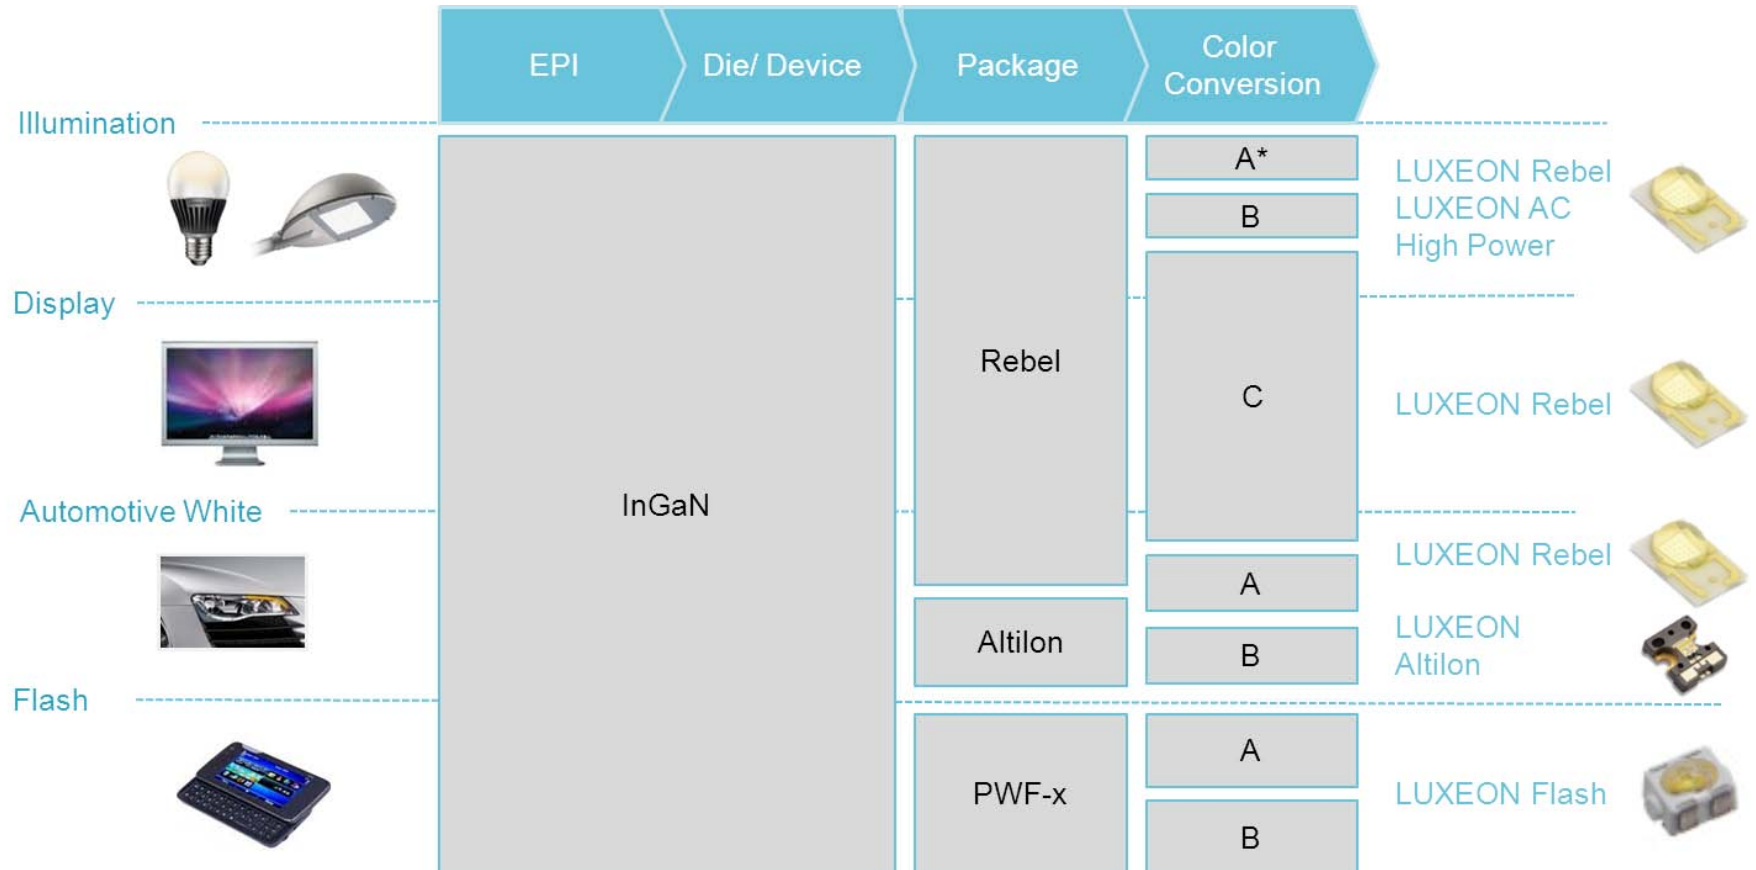 EPI
Die/ Device
Package
Color
Conversion
Illumination
A*
B
LUXEON Rebel
LUXEON AC
High Power
Display
Rebel
C
LUXEON Rebel
InGaN
Automotive White
LUXEON Rebel
A
Altilon
B
LUXEON
Altilon
Flash
PWF-x
A
B
LUXEON Flash